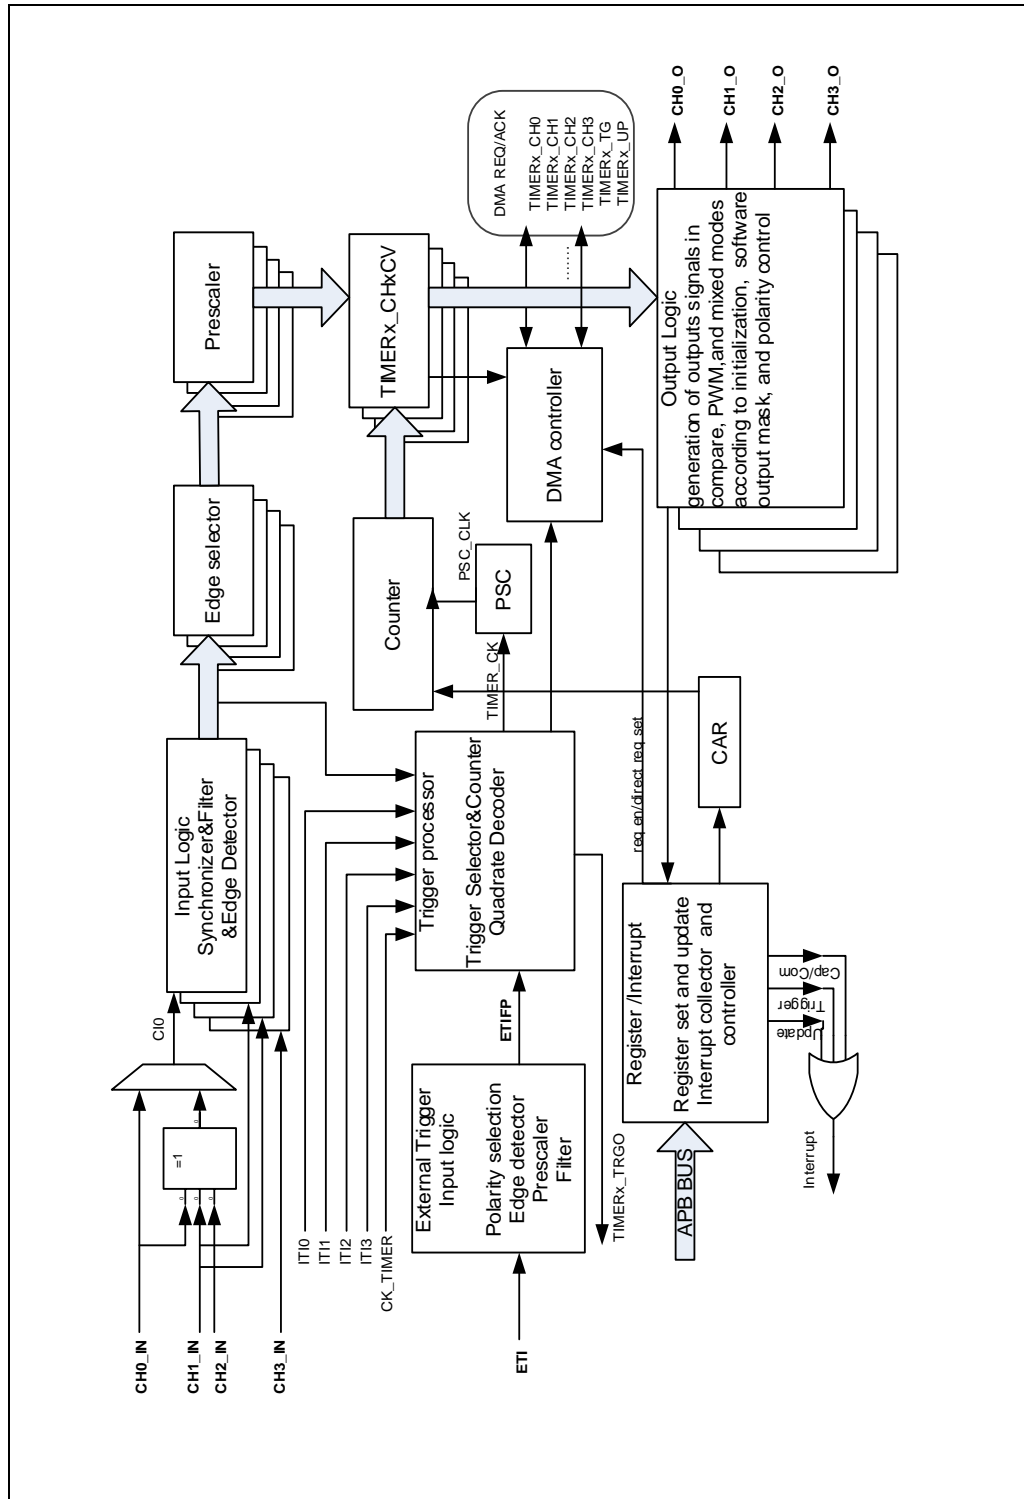 CH0_IN
CH1_IN
CH2_IN
CH3_IN
=1
CI0
Input Logic
Synchronizer&Filter
&Edge Detector
Edge selector
Prescaler
ITI0
ITI1
ITI2
ITI3
CK_TIMER
Trigger processor
Trigger Selector&Counter
Quadrate Decoder
TIMER_CK
PSC
PSC_CLK
Counter
TIMERx_CHxCV
ETI
External Trigger
Input logic
Polarity selection
Edge detector
Prescaler
Filter
ETIFP
TIMERx_TRGO
DMA controller
DMA REQ/ACK
TIMERx_CH0
TIMERx_CH1
TIMERx_CH2
TIMERx_CH3
TIMERx_TG
TIMERx_UP
........
req en/direct req set
APB BUS
Register /Interrupt
Register set and update
Interrupt collector and
controller
CAR
Update
Trigger
Cap/Com
Interrupt
Output Logic
generation of outputs signals in
compare, PWM,and mixed modes
according to initialization, software
output mask, and polarity control
CH0_O
CH1_O
CH2_O
CH3_O